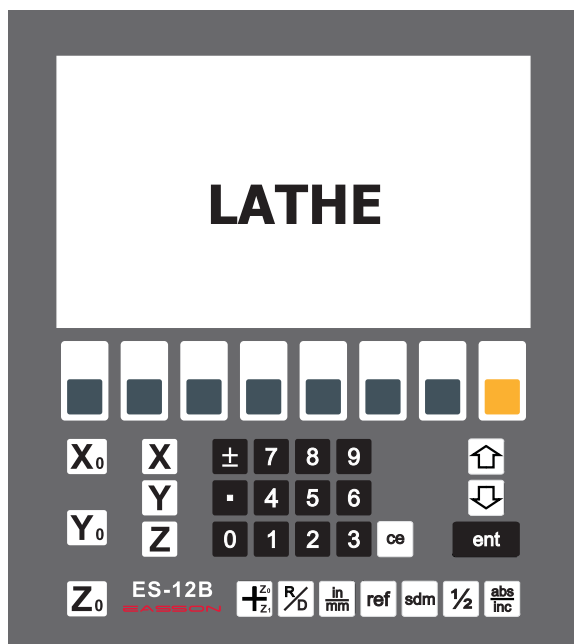 LATHE
X₀ X ± 7 8 9
Y . 4 5 6
Y₀ Z 0 1 2 3 ce ent
Z₀ ES-12B +Z₀ Z₁ R/D in/mm ref sdm ½ abs/inc
EASSON